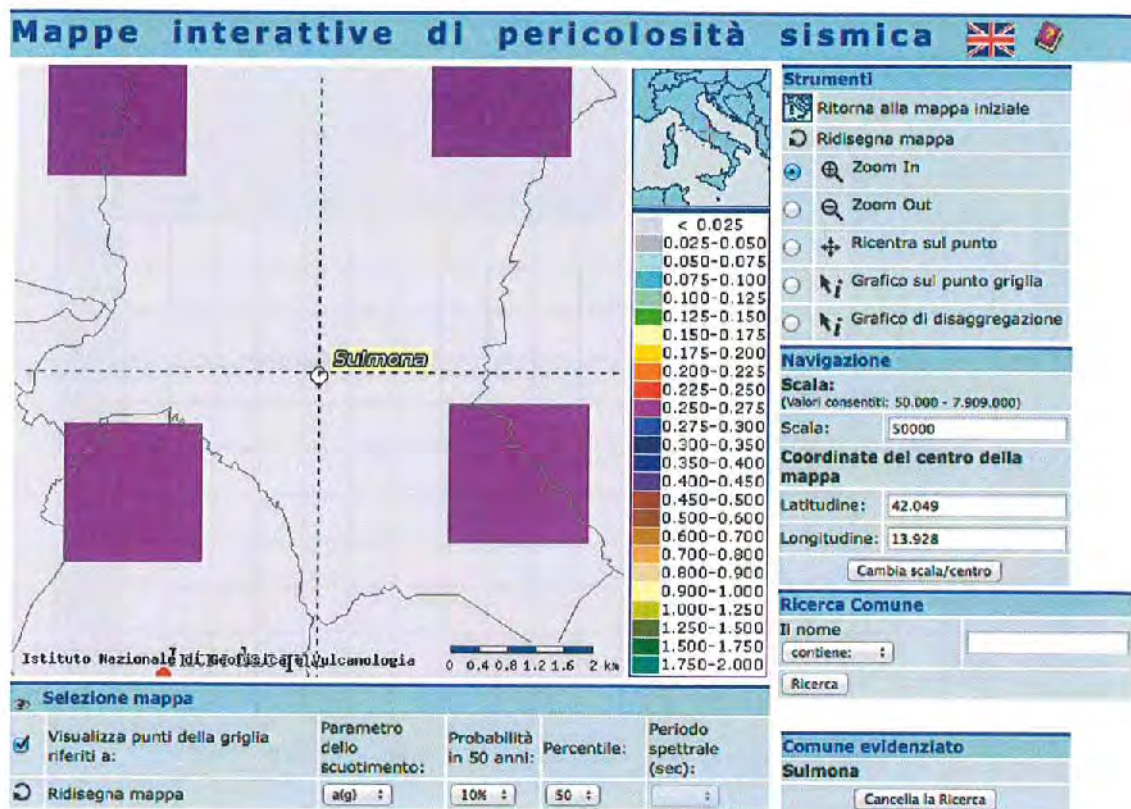 Mappe interattive di pericolosità sismica
Sulmona
Istituto Nazionale di Geofisica e Vulcanologia
0 0.4 0.8 1.2 1.6 2 km
< 0.025
0.025-0.050
0.050-0.075
0.075-0.100
0.100-0.125
0.125-0.150
0.150-0.175
0.175-0.200
0.200-0.225
0.225-0.250
0.250-0.275
0.275-0.300
0.300-0.350
0.350-0.400
0.400-0.450
0.450-0.500
0.500-0.600
0.600-0.700
0.700-0.800
0.800-0.900
0.900-1.000
1.000-1.250
1.250-1.500
1.500-1.750
1.750-2.000
Strumenti
Ritorna alla mappa iniziale
Ridisegna mappa
Zoom In
Zoom Out
Ricentra sul punto
Grafico sul punto griglia
Grafico di disaggregazione
Navigazione
Scala:
(Valori consentiti: 50.000 - 7.909.000)
Scala: 50000
Coordinate del centro della
mappa
Latitudine: 42.049
Longitudine: 13.928
Cambia scala/centro
Ricerca Comune
Il nome
contiene:
Ricerca
Comune evidenziato
Sulmona
Cancella la Ricerca
Selezione mappa
Visualizza punti della griglia
riferiti a:
Parametro
dello
scuotimento:
Probabilità
in 50 anni:
Percentile:
Periodo
spettrale
(sec):
Ridisegna mappa
a(g)
10%
50